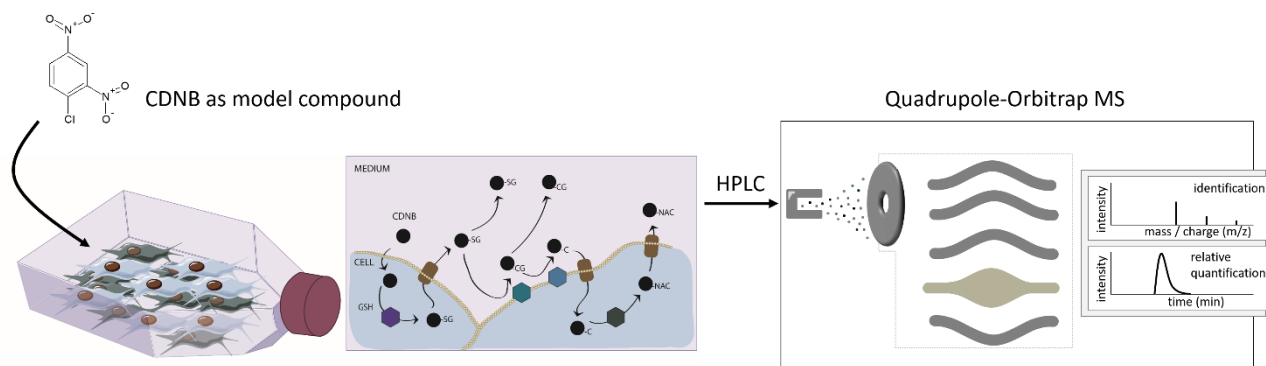 O
N⁺
O⁻
O
N⁺
O⁻
Cl
CDNB as model compound
MEDIUM
CDNB
CELL
GSH
-SG
-SG
-SG
-CG
CG
-C
-C
-NAC
-NAC
HPLC
Quadrupole-Orbitrap MS
intensity
identification
mass / charge (m/z)
intensity
relative
quantification
time (min)